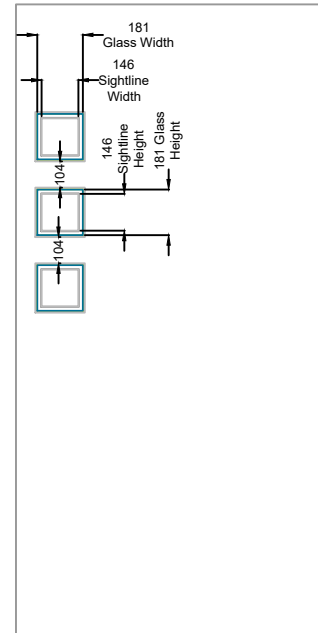 181
Glass Width
146
Sightline
Width
104
146
Sightline
Height
181 Glass
Height
104